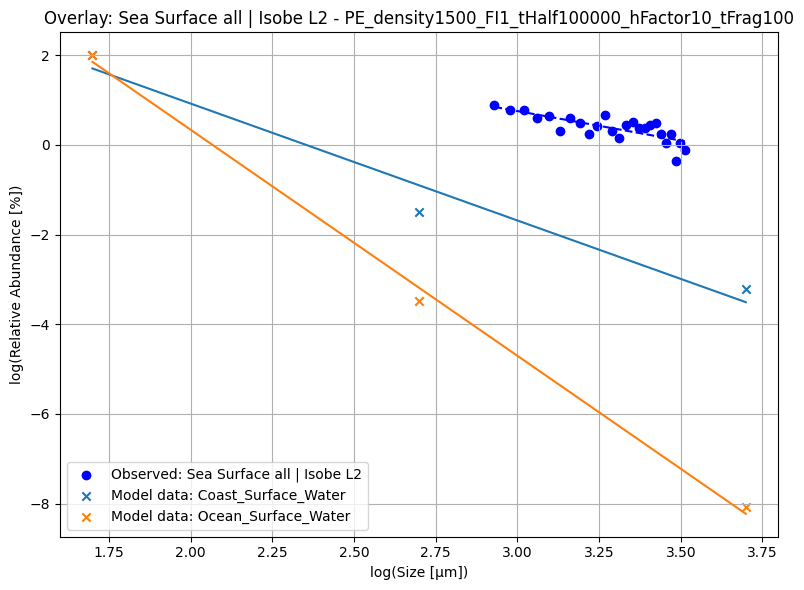 Overlay: Sea Surface all | Isobe L2 - PE_density1500_FI1_tHalf100000_hFactor10_tFrag100
log(Relative Abundance [%])
2
0
−2
−4
−6
−8
Observed: Sea Surface all | Isobe L2
Model data: Coast_Surface_Water
Model data: Ocean_Surface_Water
1.75 2.00 2.25 2.50 2.75 3.00 3.25 3.50 3.75
log(Size [µm])